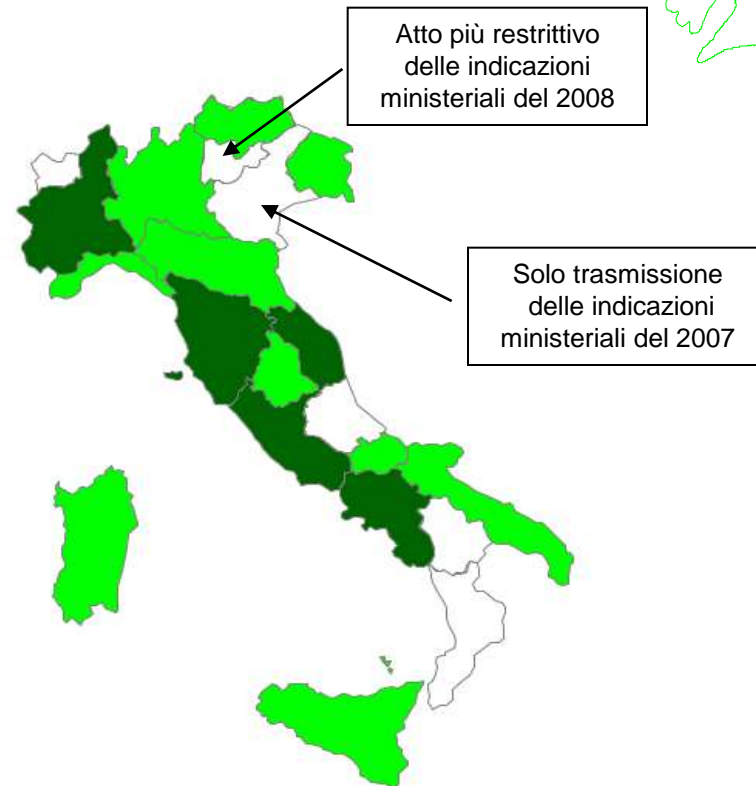 Atto più restrittivo
delle indicazioni
ministeriali del 2008
Solo trasmissione
delle indicazioni
ministeriali del 2007